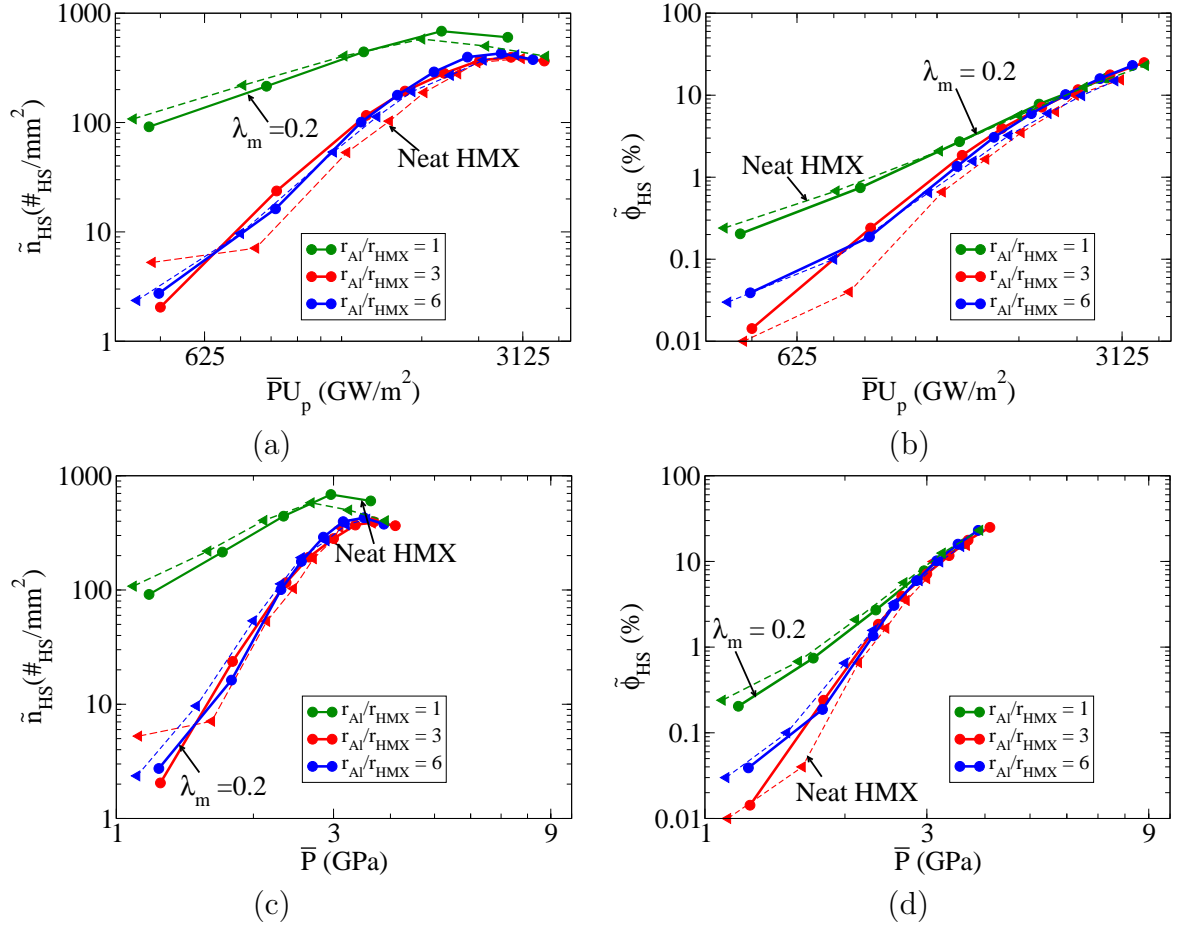 1000
100
10
1
ñ_HS(#_HS/mm^2)
λ_m=0.2
Neat HMX
r_Al/r_HMX = 1
r_Al/r_HMX = 3
r_Al/r_HMX = 6
625 3125
P̅U_p (GW/m^2)
(a)
100
10
1
0.1
0.01
ϕ̃_HS (%)
λ_m = 0.2
Neat HMX
r_Al/r_HMX = 1
r_Al/r_HMX = 3
r_Al/r_HMX = 6
625 3125
P̅U_p (GW/m^2)
(b)
1000
100
10
1
ñ_HS(#_HS/mm^2)
Neat HMX
λ_m =0.2
r_Al/r_HMX = 1
r_Al/r_HMX = 3
r_Al/r_HMX = 6
1 3 9
P̅ (GPa)
(c)
100
10
1
0.1
0.01
ϕ̃_HS (%)
λ_m = 0.2
Neat HMX
r_Al/r_HMX = 1
r_Al/r_HMX = 3
r_Al/r_HMX = 6
1 3 9
P̅ (GPa)
(d)